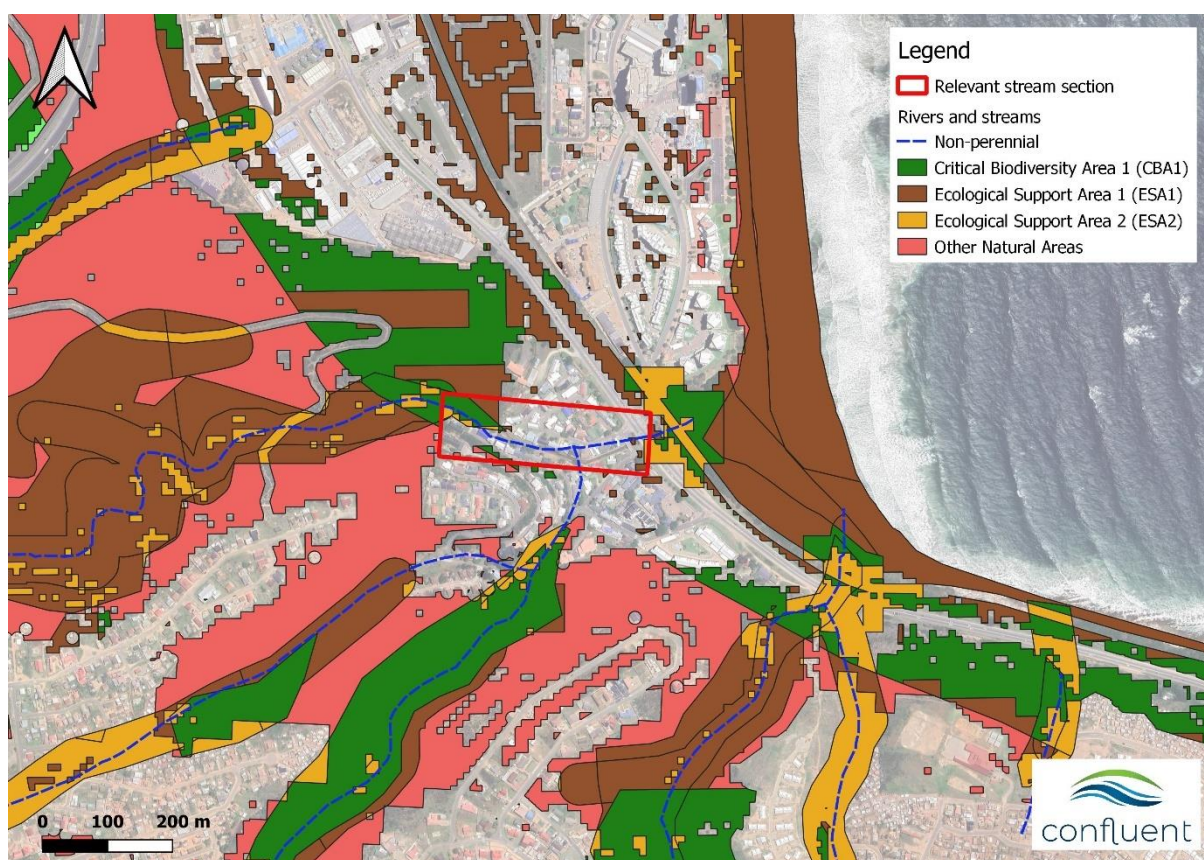 Legend
Relevant stream section
Rivers and streams
Non-perennial
Critical Biodiversity Area 1 (CBA1)
Ecological Support Area 1 (ESA1)
Ecological Support Area 2 (ESA2)
Other Natural Areas
0 100 200 m
confluent